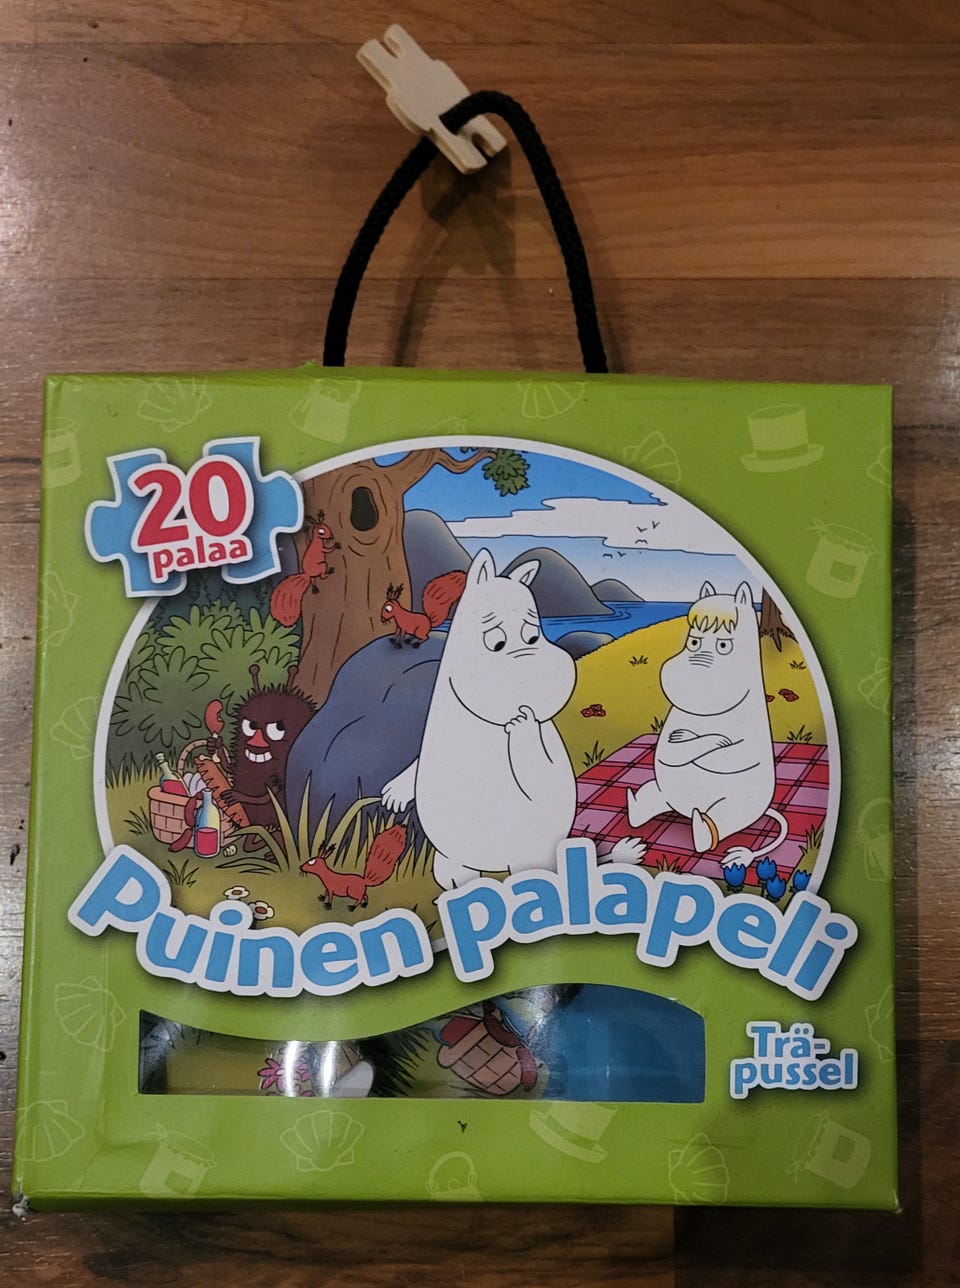 20
palaa
Puinen palapeli
Trä-
pussel